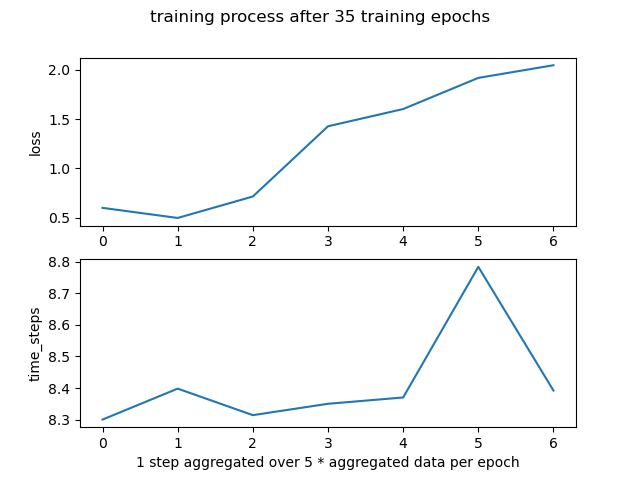 training process after 35 training epochs
2.0
1.5
1.0
0.5
loss
0 1 2 3 4 5 6
8.8
8.7
8.6
8.5
8.4
8.3
time_steps
0 1 2 3 4 5 6
1 step aggregated over 5 * aggregated data per epoch